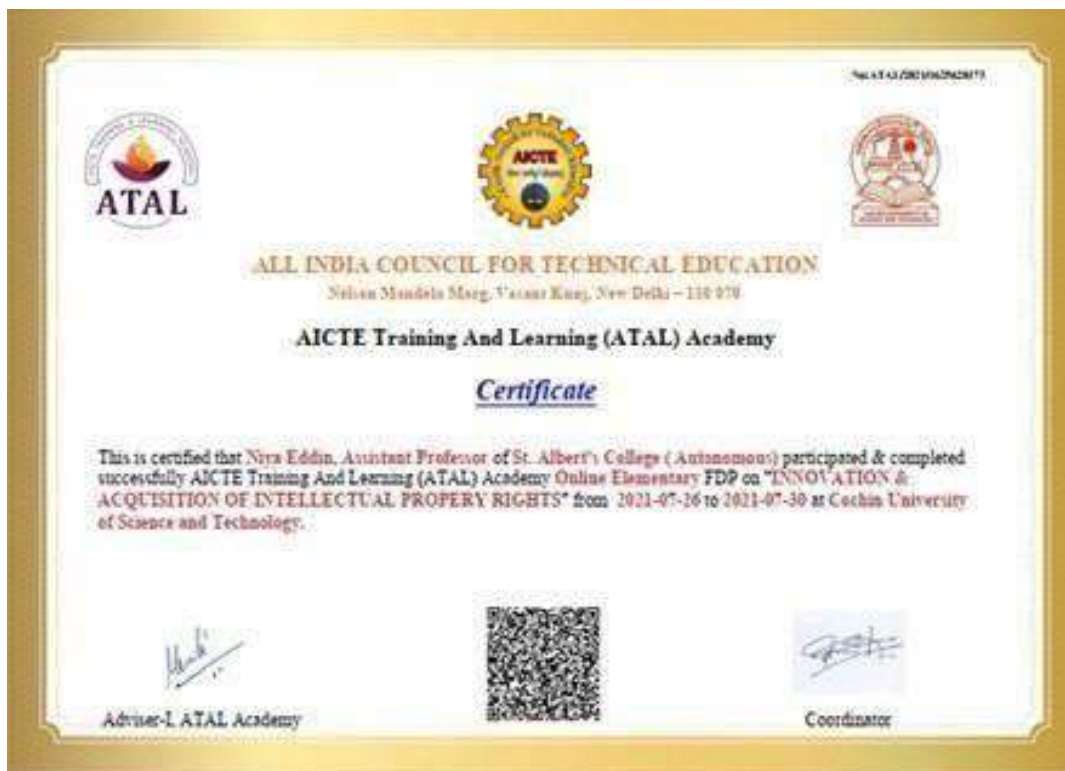 ATAL
AICTE
ALL INDIA COUNCIL FOR TECHNICAL EDUCATION
Nelson Mandela Marg, Vasant Kunj, New Delhi – 110 070
AICTE Training And Learning (ATAL) Academy
Certificate
This is certified that Niya Eddin, Assistant Professor of St. Albert's College ( Autonomous) participated & completed
successfully AICTE Training And Learning (ATAL) Academy Online Elementary FDP on "INNOVATION &
ACQUISITION OF INTELLECTUAL PROPERY RIGHTS" from 2021-07-26 to 2021-07-30 at Cochin University
of Science and Technology.
Adviser-I, ATAL Academy
Coordinator